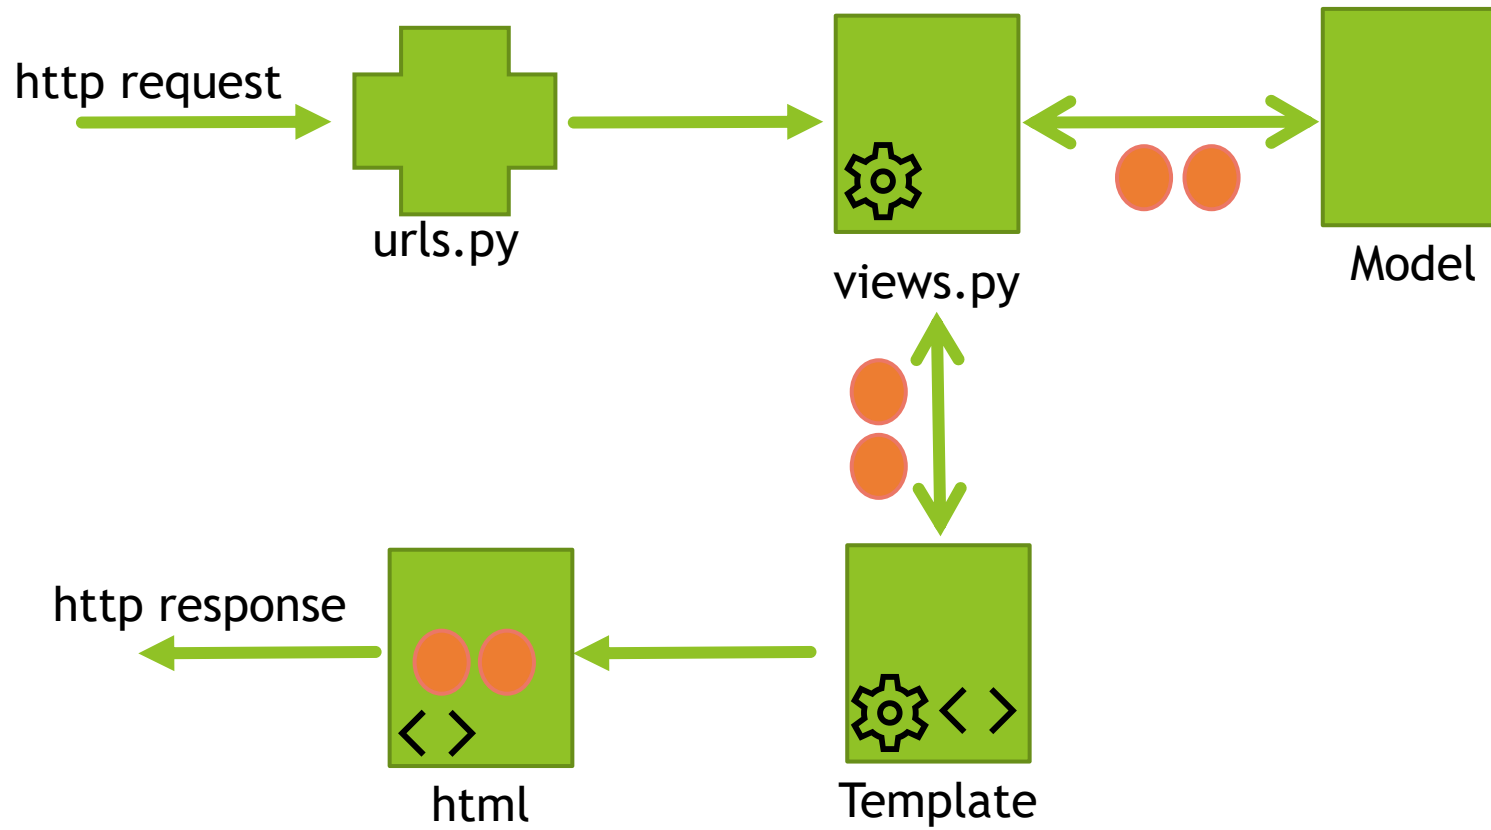 http request
urls.py
views.py
Model
http response
html
Template